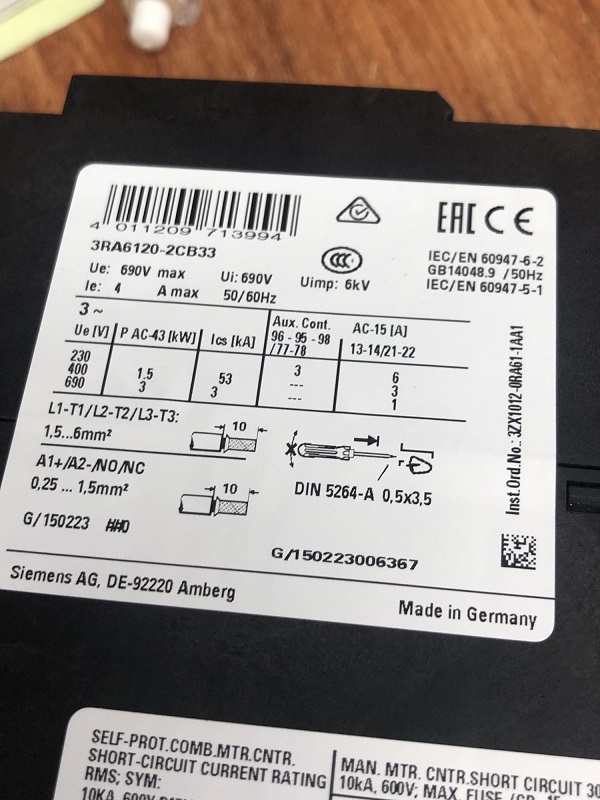 4 011209 713994
3RA6120-2CB33
Ue: 690V max Ui: 690V Uimp: 6kV
Ie: 4 A max 50/60Hz
CCC
EAC CE
IEC/EN 60947-6-2
GB14048.9 /50Hz
IEC/EN 60947-5-1
3 ~
Ue [V] P AC-43 [kW] Ics [kA] Aux. Cont. 96 - 95 - 98 /77-78 AC-15 [A] 13-14/21-22
230 3 6
400 1.5 53 --- 3
690 3 3 --- 1
L1-T1/L2-T2/L3-T3:
1,5...6mm²
10
A1+/A2-/NO/NC
0,25 ... 1,5mm²
10
DIN 5264-A 0,5x3,5
G/150223
G/150223006367
Inst.Ord.No.: 3ZX1012-0RA61-1AA1
Siemens AG, DE-92220 Amberg
Made in Germany
SELF-PROT.COMB.MTR.CNTR.
SHORT-CIRCUIT CURRENT RATING
RMS; SYM:
MAN. MTR. CNTR.SHORT CIRCUIT 30
10kA, 600V; MAX. FUSE